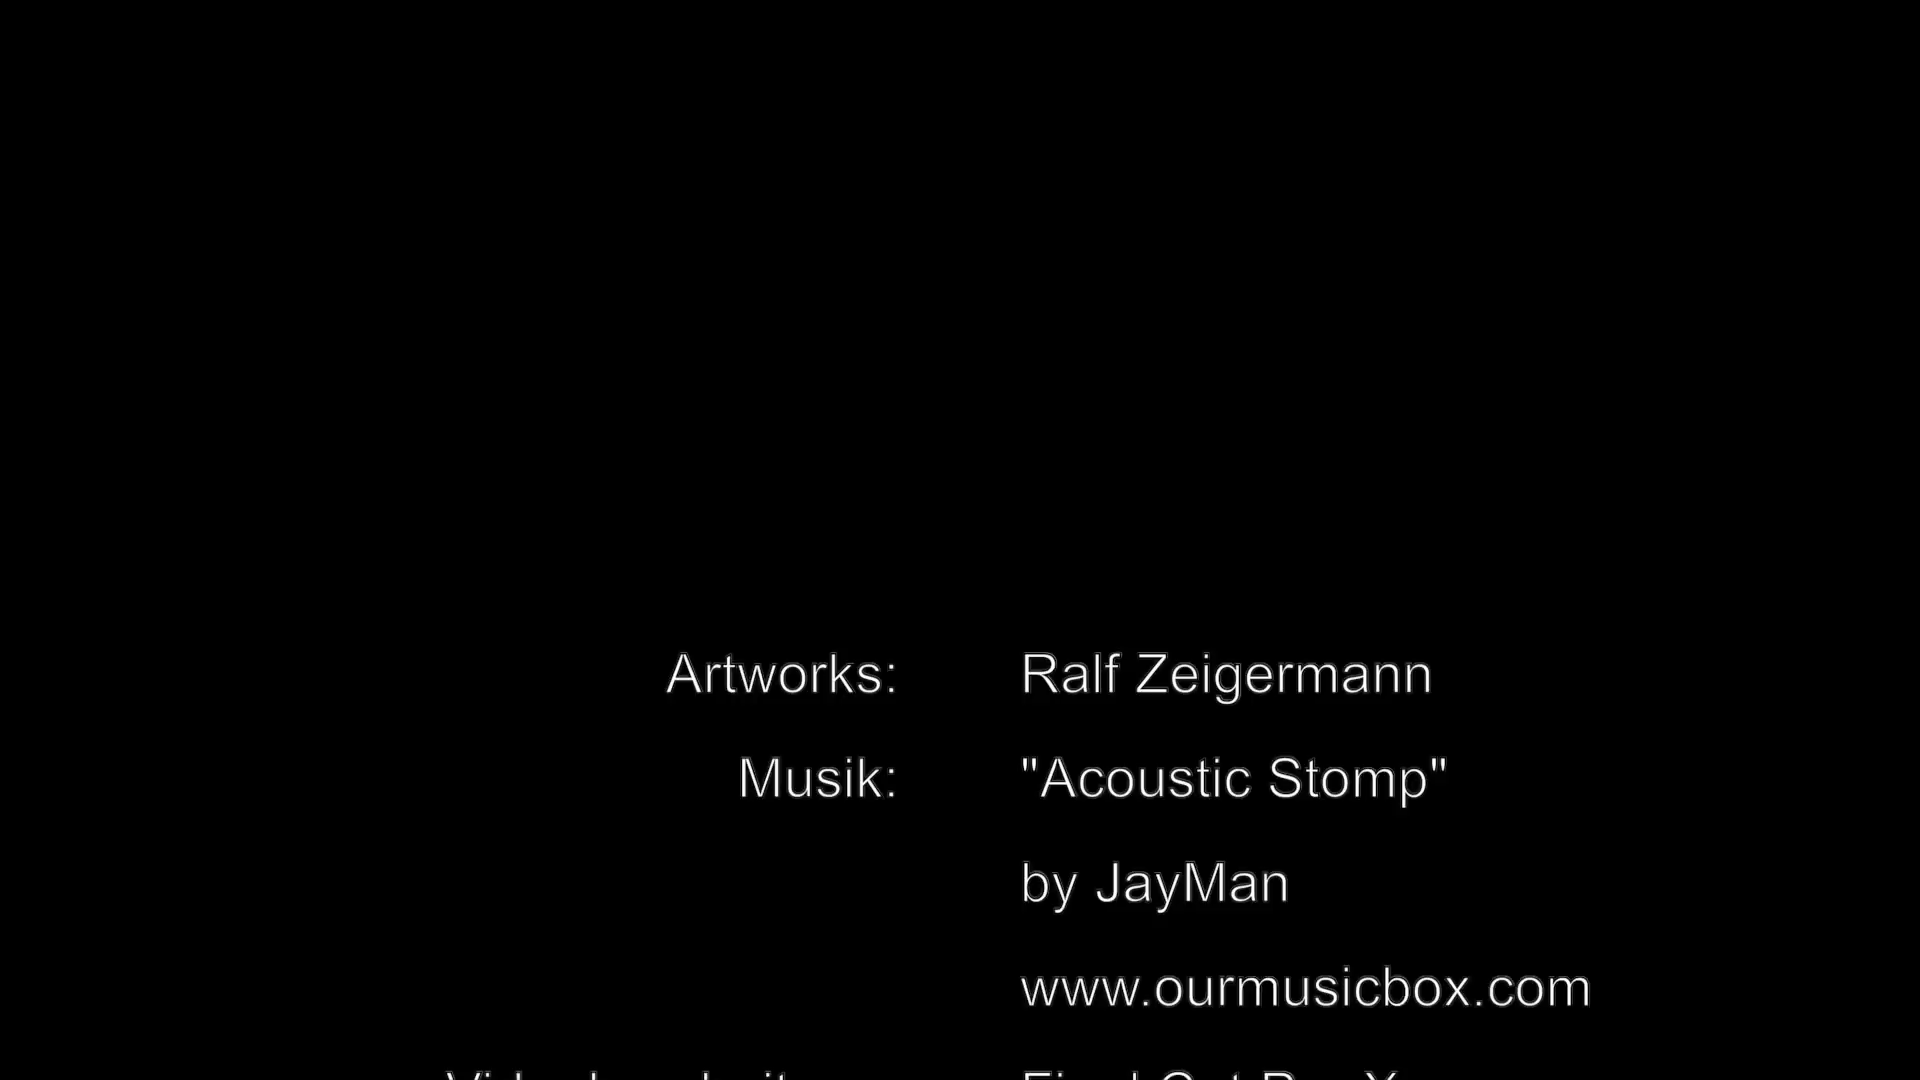 Artworks: Ralf Zeigermann
Musik: "Acoustic Stomp"
by JayMan
www.ourmusicbox.com